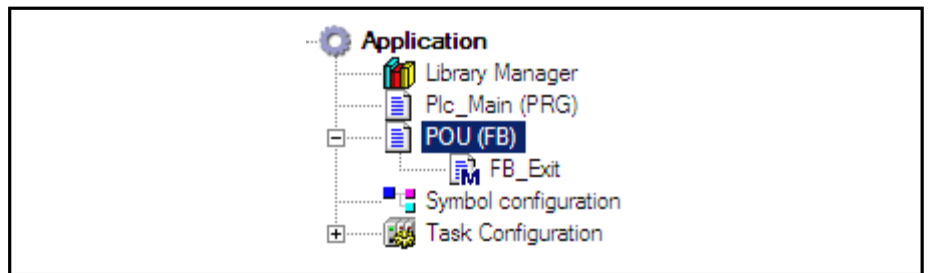 Application
Library Manager
Plc_Main (PRG)
POU (FB)
FB_Exit
Symbol configuration
Task Configuration